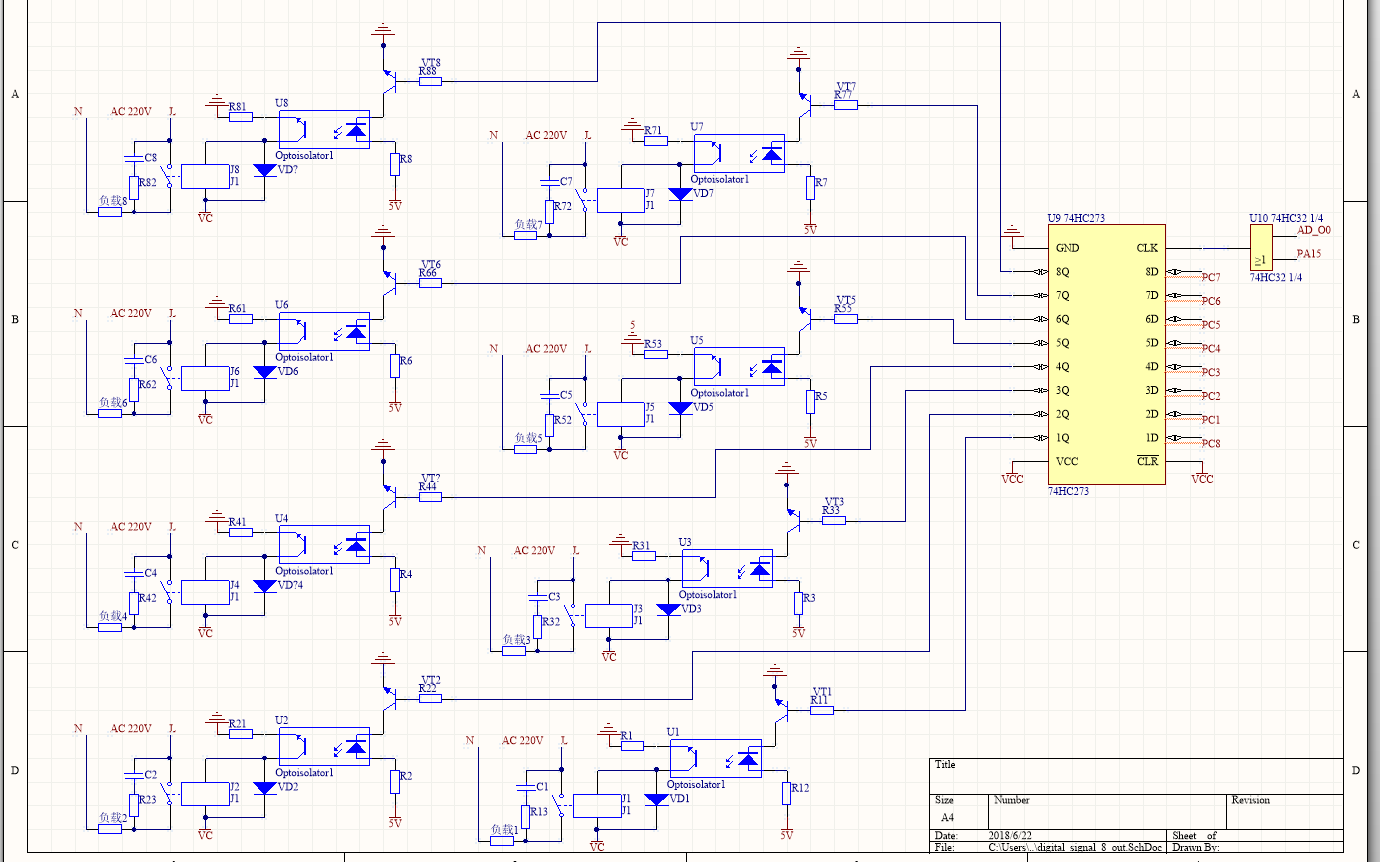 A
A
B
B
C
C
D
D
VT8
R88
N
AC 220V
L
R81
U8
Optoisolator1
C8
R82
J8
J1
VD?
R8
负载8
VC
5V
VT7
R77
N
AC 220V
L
R71
U7
Optoisolator1
C7
R72
J7
J1
VD7
R7
负载7
VC
5V
VT6
R66
N
AC 220V
L
R61
U6
Optoisolator1
C6
R62
J6
J1
VD6
R6
负载6
VC
5V
VT5
R55
5
N
AC 220V
L
R53
U5
Optoisolator1
C5
R52
J5
J1
VD5
R5
负载5
VC
5V
VT?
R44
N
AC 220V
L
R41
U4
Optoisolator1
C4
R42
J4
J1
VD74
R4
负载4
VC
5V
VT3
R33
N
AC 220V
L
R31
U3
Optoisolator1
C3
R32
J3
J1
VD3
R3
负载3
VC
5V
VT2
R22
N
AC 220V
L
R21
U2
Optoisolator1
C2
R23
J2
J1
VD2
R2
负载2
VC
5V
VT1
R11
N
AC 220V
L
R1
U1
Optoisolator1
C1
R13
J1
J1
VD1
R12
负载1
VC
5V
U9 74HC273
GND CLK
8Q 8D PC7
7Q 7D PC6
6Q 6D PC5
5Q 5D PC4
4Q 4D PC3
3Q 3D PC2
2Q 2D PC1
1Q 1D PC8
VCC CLR
VCC VCC
74HC273
U10 74HC32 1/4
AD_O0
PA15
≥1
74HC32 1/4
Title
Size Number Revision
A4
Date: 2018/6/22 Sheet of
File: C:\Users\..\digital_signal_8_out.SchDoc Drawn By: